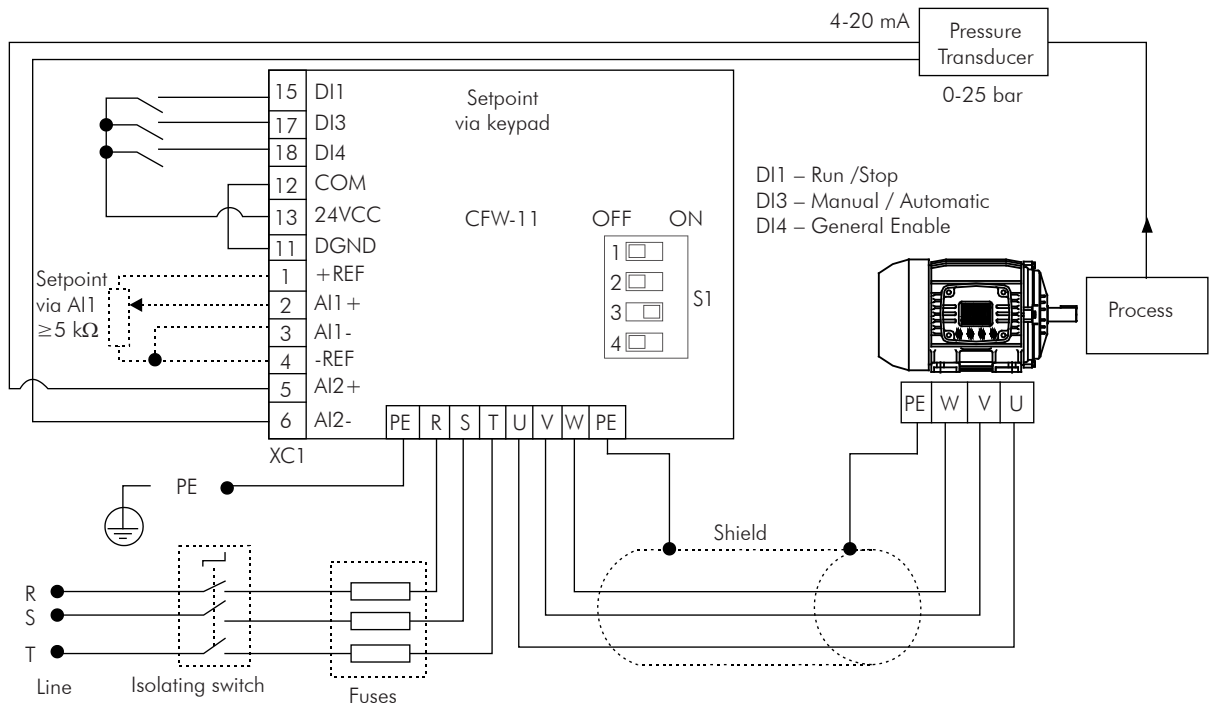 4-20 mA
Pressure
Transducer
0-25 bar
15 DI1
17 DI3
18 DI4
12 COM
13 24VCC
11 DGND
1 +REF
2 AI1+
3 AI1-
4 -REF
5 AI2+
6 AI2-
XC1
Setpoint
via keypad
CFW-11
OFF ON
1
2
3
4
S1
Setpoint
via AI1
≥5 kΩ
DI1 – Run /Stop
DI3 – Manual / Automatic
DI4 – General Enable
Process
PE W V U
PE R S T U V W PE
PE
Shield
R
S
T
Line
Isolating switch
Fuses